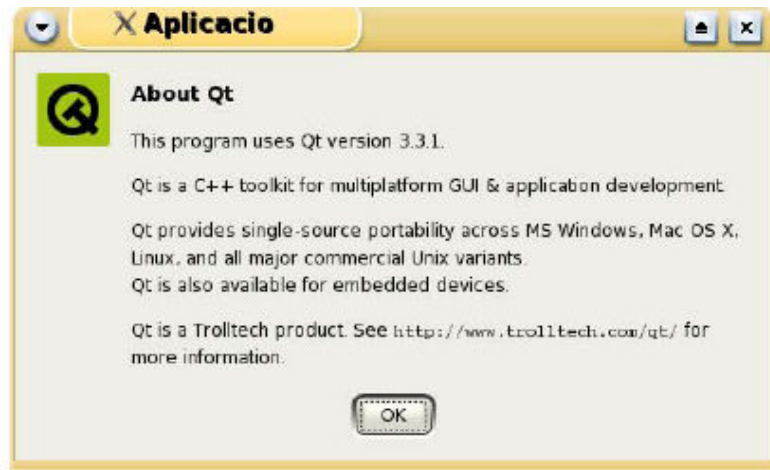 Aplicacio
About Qt
This program uses Qt version 3.3.1.
Qt is a C++ toolkit for multiplatform GUI & application development.
Qt provides single-source portability across MS Windows, Mac OS X,
Linux, and all major commercial Unix variants.
Qt is also available for embedded devices.
Qt is a Trolltech product. See http://www.trolltech.com/qt/ for
more information.
OK